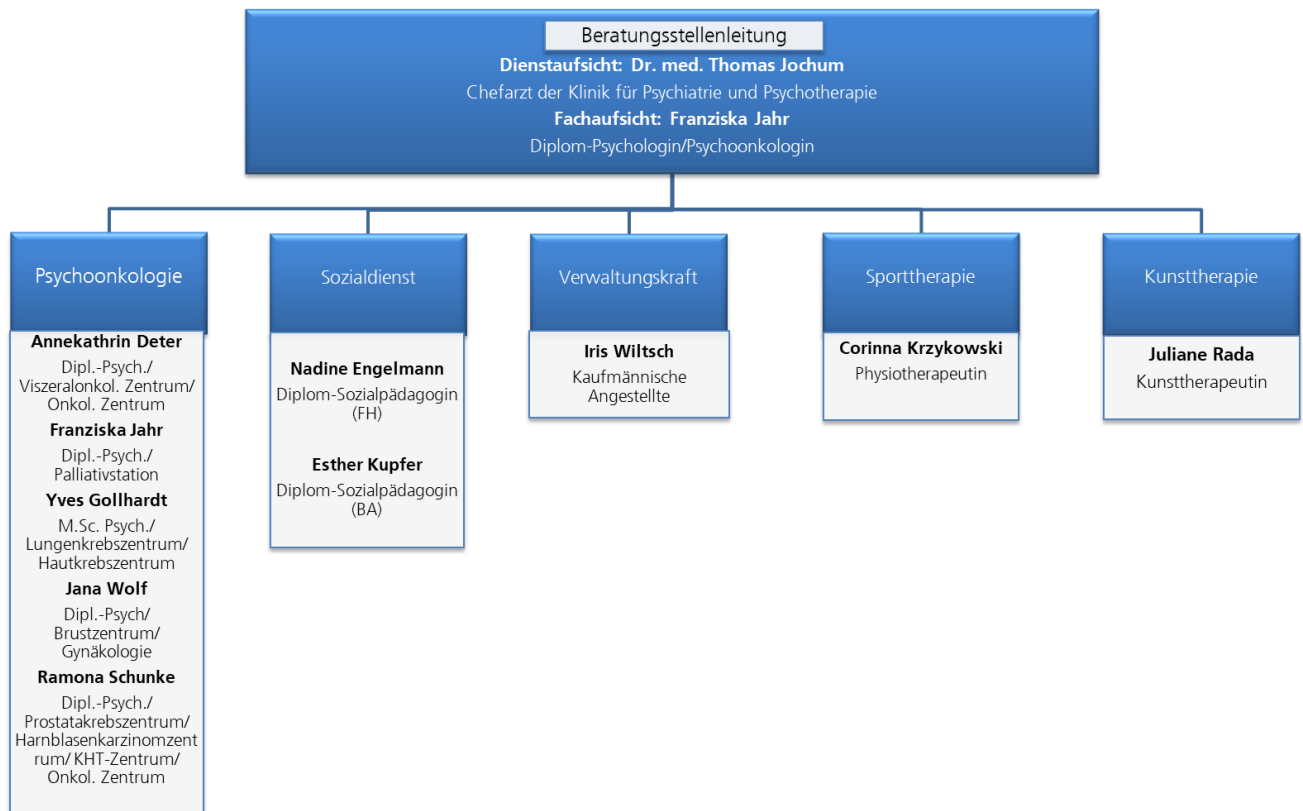 Beratungsstellenleitung
Dienstaufsicht: Dr. med. Thomas Jochum
Chefarzt der Klinik für Psychiatrie und Psychotherapie
Fachaufsicht: Franziska Jahr
Diplom-Psychologin/Psychoonkologin
Psychoonkologie
Annekathrin Deter
Dipl.-Psych./
Viszeralonkol. Zentrum/
Onkol. Zentrum
Franziska Jahr
Dipl.-Psych./
Palliativstation
Yves Gollhardt
M.Sc. Psych./
Lungenkrebszentrum/
Hautkrebszentrum
Jana Wolf
Dipl.-Psych/
Brustzentrum/
Gynäkologie
Ramona Schunke
Dipl.-Psych./
Prostatakrebszentrum/
Harnblasenkarzinomzent
rum/ KHT-Zentrum/
Onkol. Zentrum
Sozialdienst
Nadine Engelmann
Diplom-Sozialpädagogin
(FH)
Esther Kupfer
Diplom-Sozialpädagogin
(BA)
Verwaltungskraft
Iris Wiltsch
Kaufmännische
Angestellte
Sporttherapie
Corinna Krzykowski
Physiotherapeutin
Kunsttherapie
Juliane Rada
Kunsttherapeutin